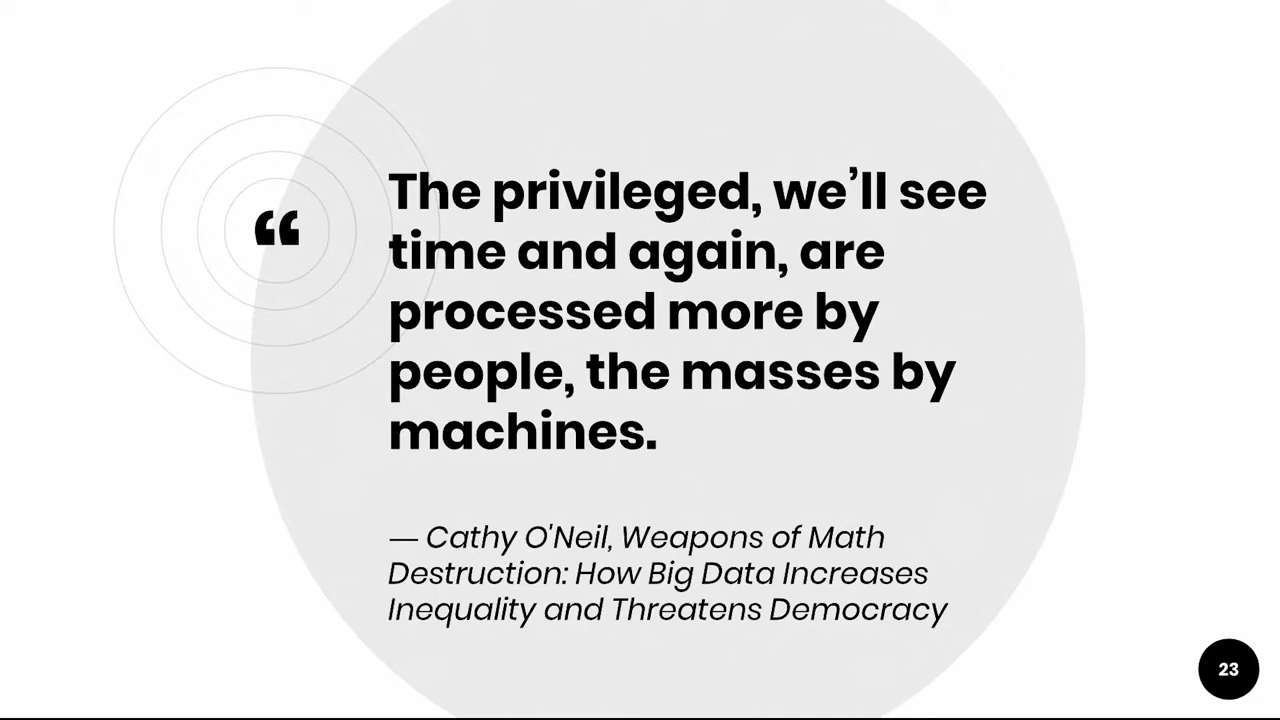 “
The privileged, we’ll see
time and again, are
processed more by
people, the masses by
machines.
— Cathy O'Neil, Weapons of Math
Destruction: How Big Data Increases
Inequality and Threatens Democracy
23